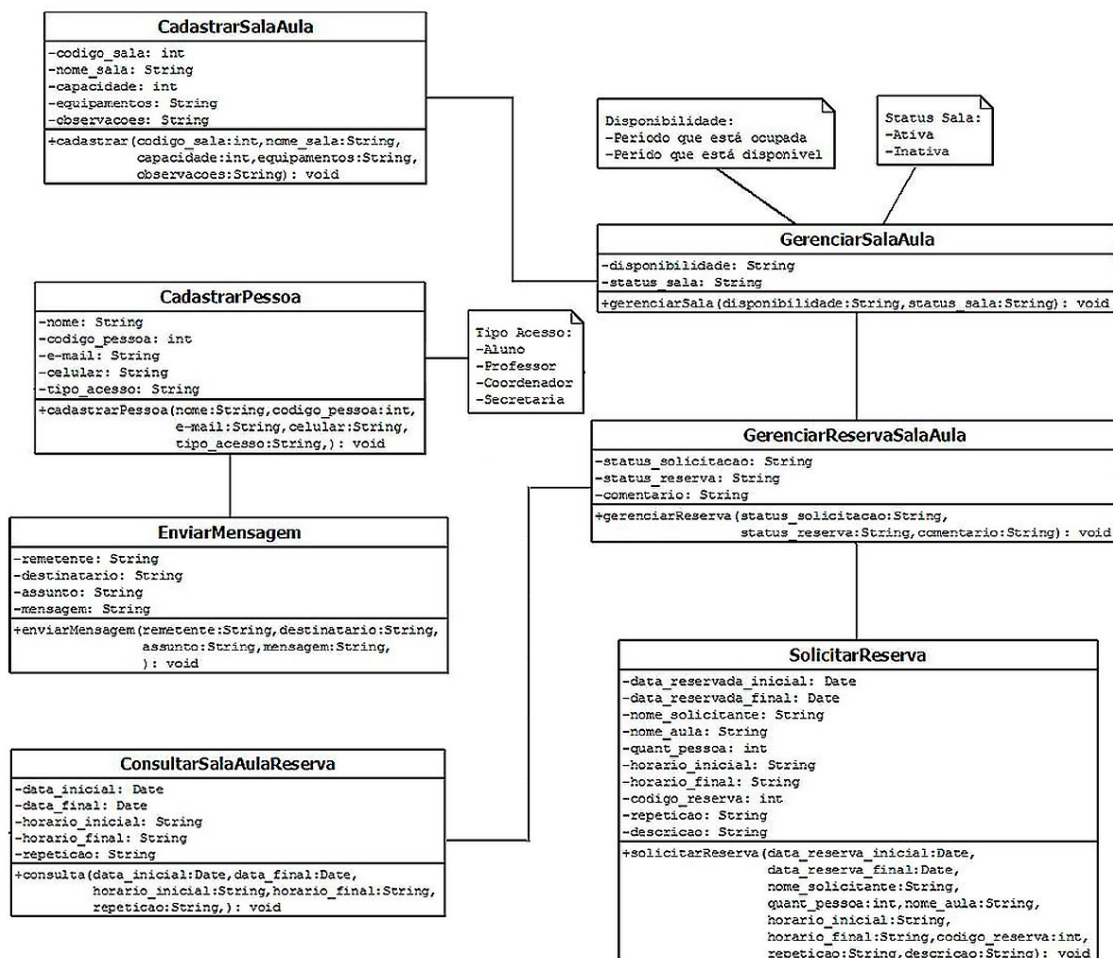 CadastrarSalaAula
-codigo_sala: int
-nome_sala: String
-capacidade: int
-equipamentos: String
-observacoes: String
+cadastrar(codigo_sala:int,nome_sala:String,
capacidade:int,equipamentos:String,
observacoes:String): void
Disponibilidade:
-Período que está ocupada
-Perído que está disponivel
Status Sala:
-Ativa
-Inativa
GerenciarSalaAula
-disponibilidade: String
-status_sala: String
+gerenciarSala(disponibilidade:String,status_sala:String): void
CadastrarPessoa
-nome: String
-codigo_pessoa: int
-e-mail: String
-celular: String
-tipo_acesso: String
+cadastrarPessoa(nome:String,codigo_pessoa:int,
e-mail:String,celular:String,
tipo_acesso:String,): void
Tipo Acesso:
-Aluno
-Professor
-Coordenador
-Secretaria
GerenciarReservaSalaAula
-status_solicitacao: String
-status_reserva: String
-comentario: String
+gerenciarReserva(status_solicitacao:String,
status_reserva:String,comentario:String): void
EnviarMensagem
-remetente: String
-destinatario: String
-assunto: String
-mensagem: String
+enviarMensagem(remetente:String,destinatario:String,
assunto:String,mensagem:String,
): void
SolicitarReserva
-data_reservada_inicial: Date
-data_reservada_final: Date
-nome_solicitante: String
-nome_aula: String
-quant_pessoa: int
-horario_inicial: String
-horario_final: String
-codigo_reserva: int
-repeticao: String
-descricao: String
+solicitarReserva(data_reserva_inicial:Date,
data_reserva_final:Date,
nome_solicitante:String,
quant_pessoa:int,nome_aula:String,
horario_inicial:String,
horario_final:String,codigo_reserva:int,
repeticao:String,descricao:String): void
ConsultarSalaAulaReserva
-data_inicial: Date
-data_final: Date
-horario_inicial: String
-horario_final: String
-repeticao: String
+consulta(data_inicial:Date,data_final:Date,
horario_inicial:String,horario_final:String,
repeticao:String,): void